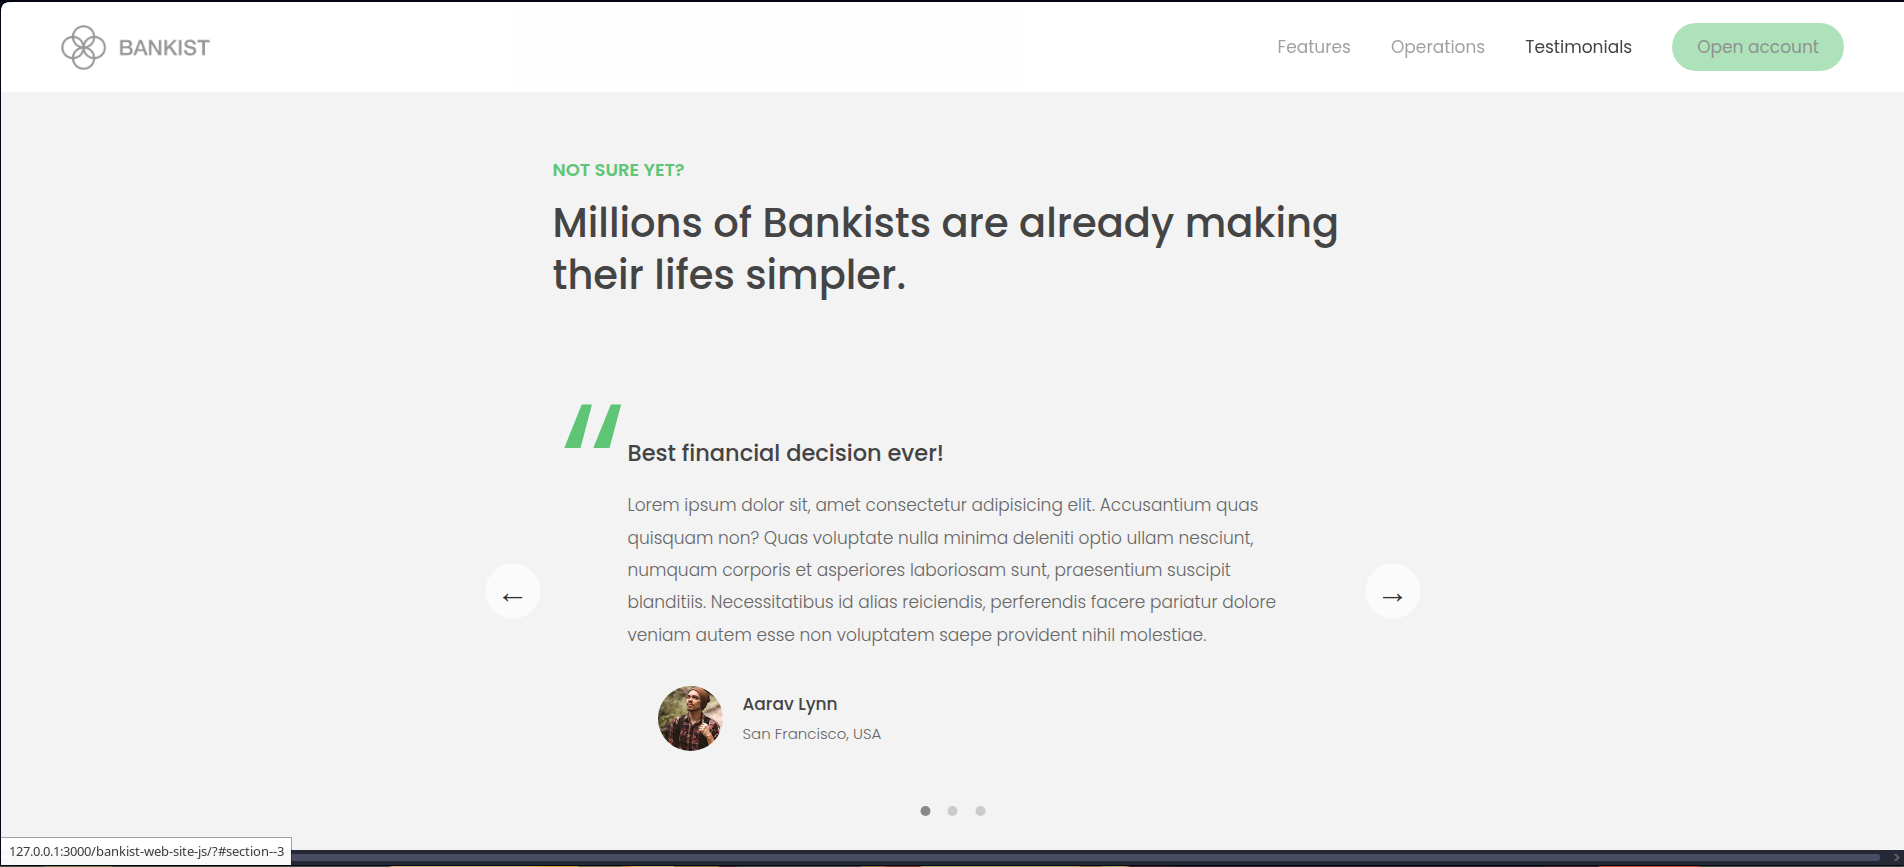 BANKIST
Features
Operations
Testimonials
Open account
NOT SURE YET?
Millions of Bankists are already making
their lifes simpler.
“
Best financial decision ever!
Lorem ipsum dolor sit, amet consectetur adipisicing elit. Accusantium quas
quisquam non? Quas voluptate nulla minima deleniti optio ullam nesciunt,
numquam corporis et asperiores laboriosam sunt, praesentium suscipit
blanditiis. Necessitatibus id alias reiciendis, perferendis facere pariatur dolore
veniam autem esse non voluptatem saepe provident nihil molestiae.
←
→
Aarav Lynn
San Francisco, USA
127.0.0.1:3000/bankist-web-site-js/?#section--3